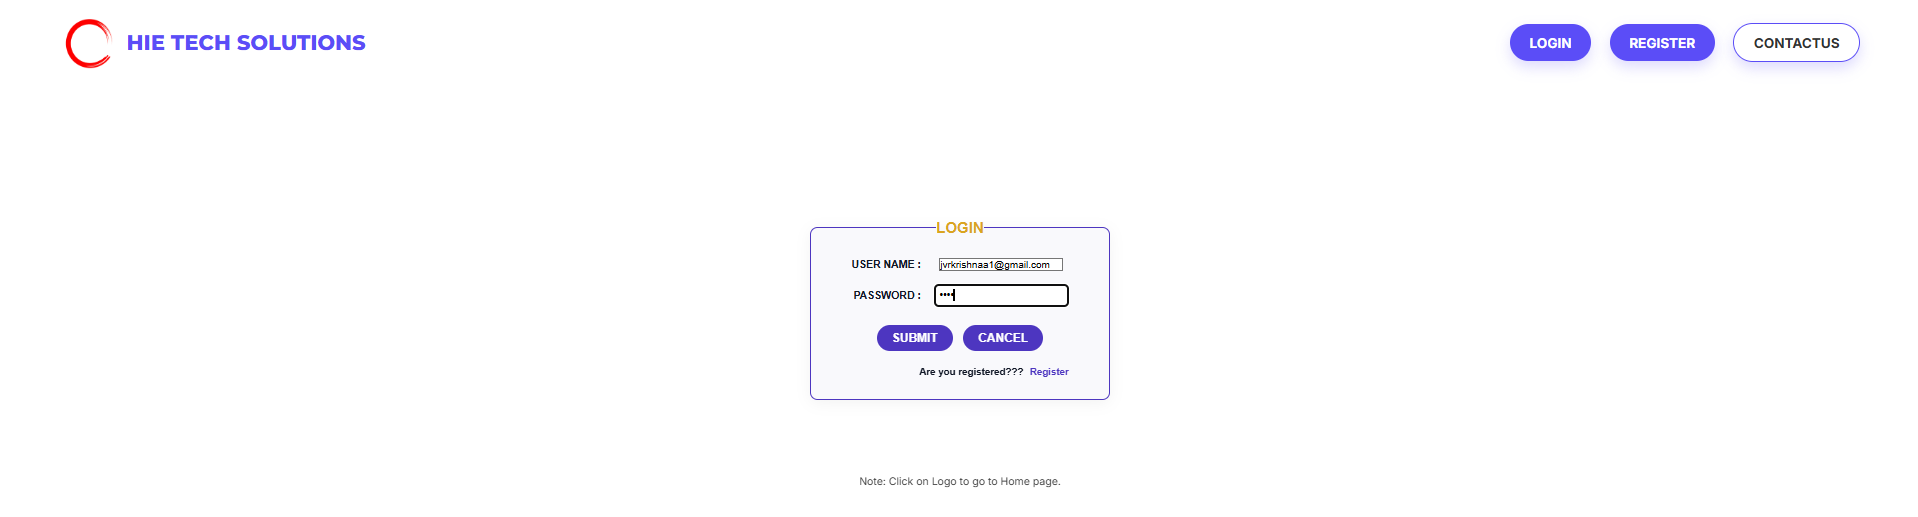 HIE TECH SOLUTIONS
LOGIN REGISTER CONTACTUS
LOGIN
USER NAME : jvrkrishnaa1@gmail.com
PASSWORD : ••••
SUBMIT CANCEL
Are you registered??? Register
Note: Click on Logo to go to Home page.